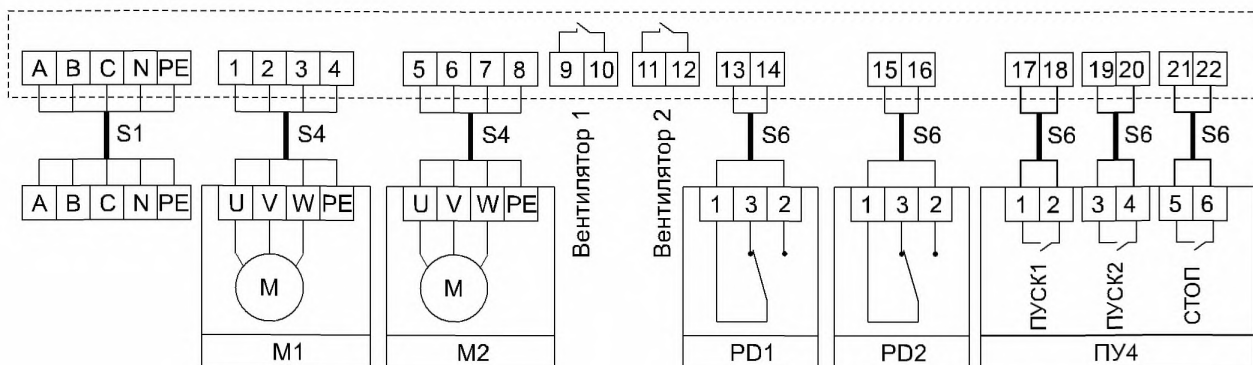 A B C N PE 1 2 3 4 5 6 7 8 9 10 11 12 13 14 15 16 17 18 19 20 21 22
S1 S4 S4 Вентилятор 1 Вентилятор 2 S6 S6 S6 S6 S6
A B C N PE U V W PE U V W PE 1 3 2 1 3 2 1 2 3 4 5 6
M M ПУСК1 ПУСК2 СТОП
M1 M2 PD1 PD2 ПУ4